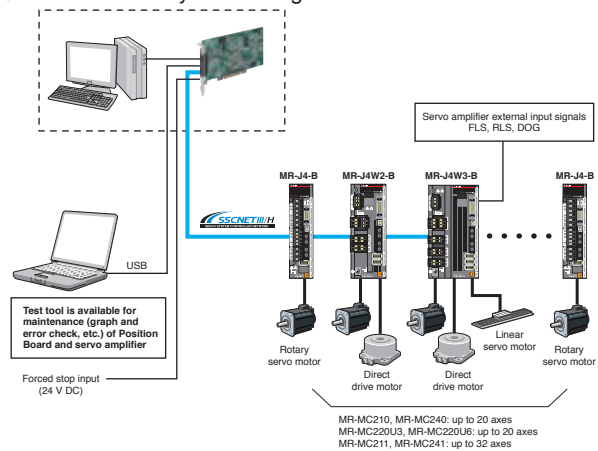 Servo amplifier external input signals
FLS, RLS, DOG
MR-J4-B
MR-J4W2-B
MR-J4W3-B
MR-J4-B
SSCNETIII/H
SERVO SYSTEM CONTROLLER NETWORK
USB
Test tool is available for
maintenance (graph and
error check, etc.) of Position
Board and servo amplifier
Forced stop input
(24 V DC)
Rotary
servo motor
Direct
drive motor
Direct
drive motor
Linear
servo motor
Rotary
servo motor
MR-MC210, MR-MC240: up to 20 axes
MR-MC220U3, MR-MC220U6: up to 20 axes
MR-MC211, MR-MC241: up to 32 axes